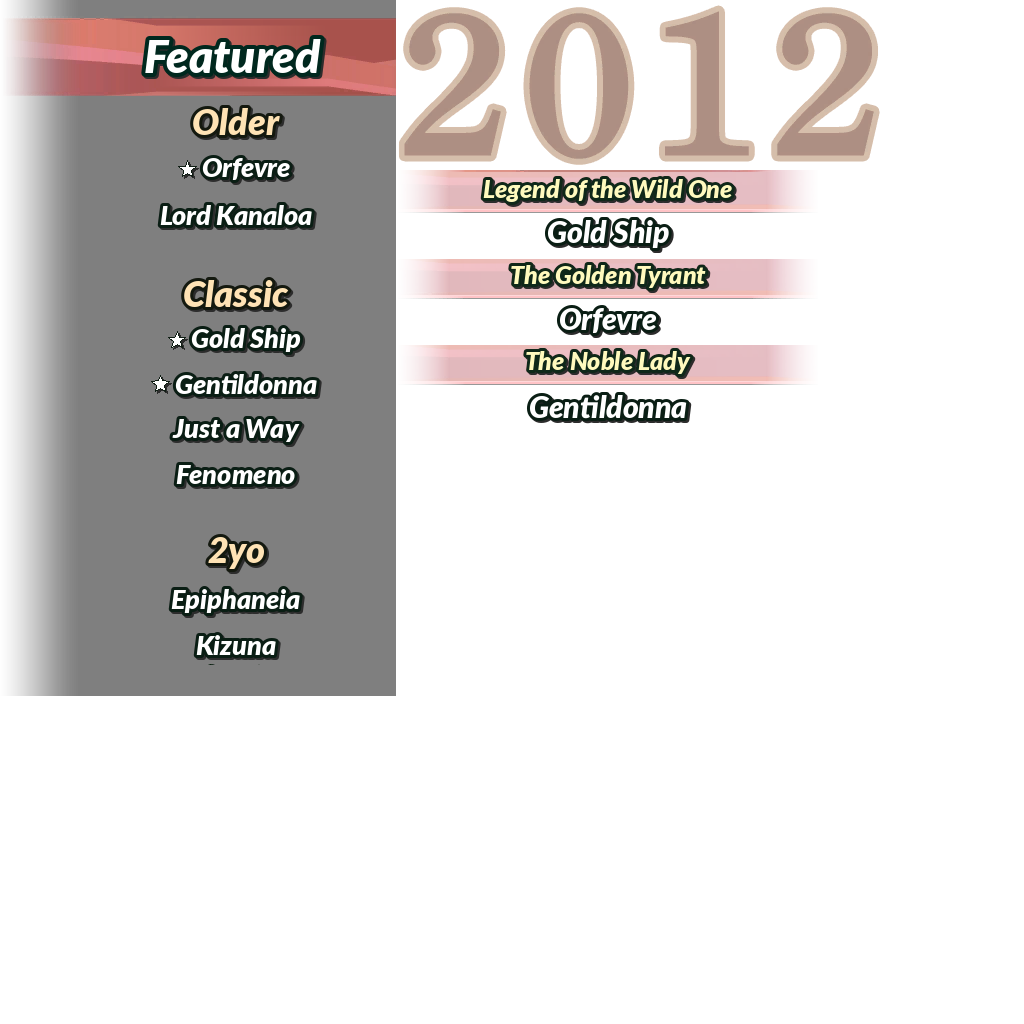 Featured
Older
Orfevre
Lord Kanaloa
Classic
Gold Ship
Gentildonna
Just a Way
Fenomeno
2yo
Epiphaneia
Kizuna
2012
Legend of the Wild One
Gold Ship
The Golden Tyrant
Orfevre
The Noble Lady
Gentildonna